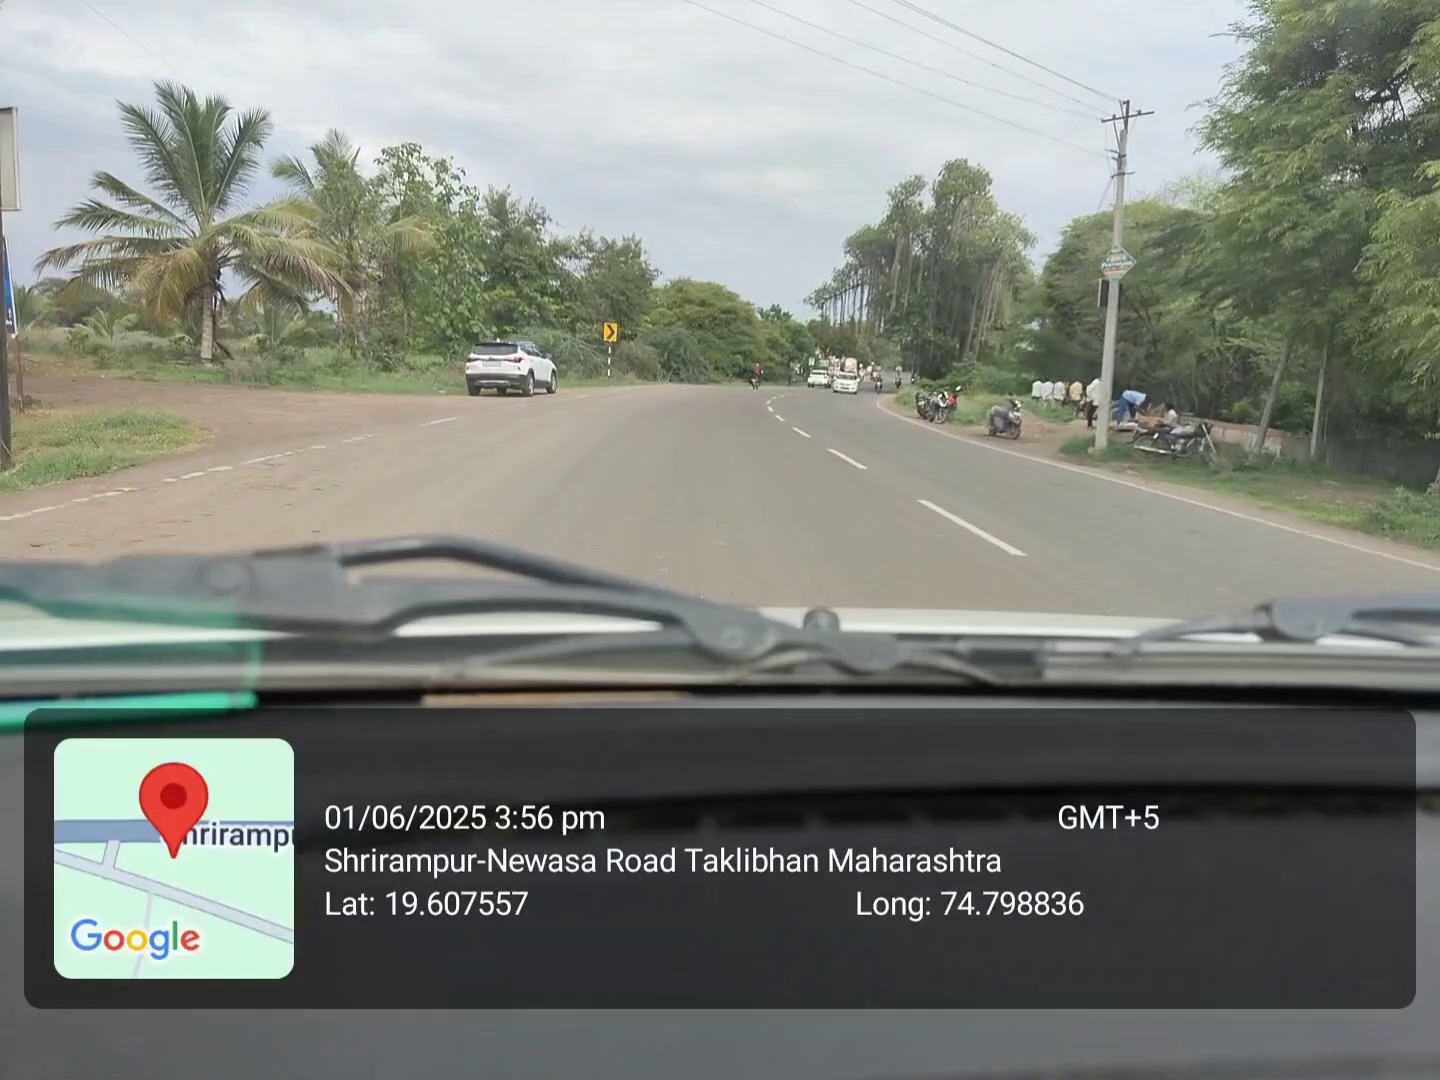 01/06/2025 3:56 pm GMT+5
Shrirampur-Newasa Road Taklibhan Maharashtra
Lat: 19.607557 Long: 74.798836
Google